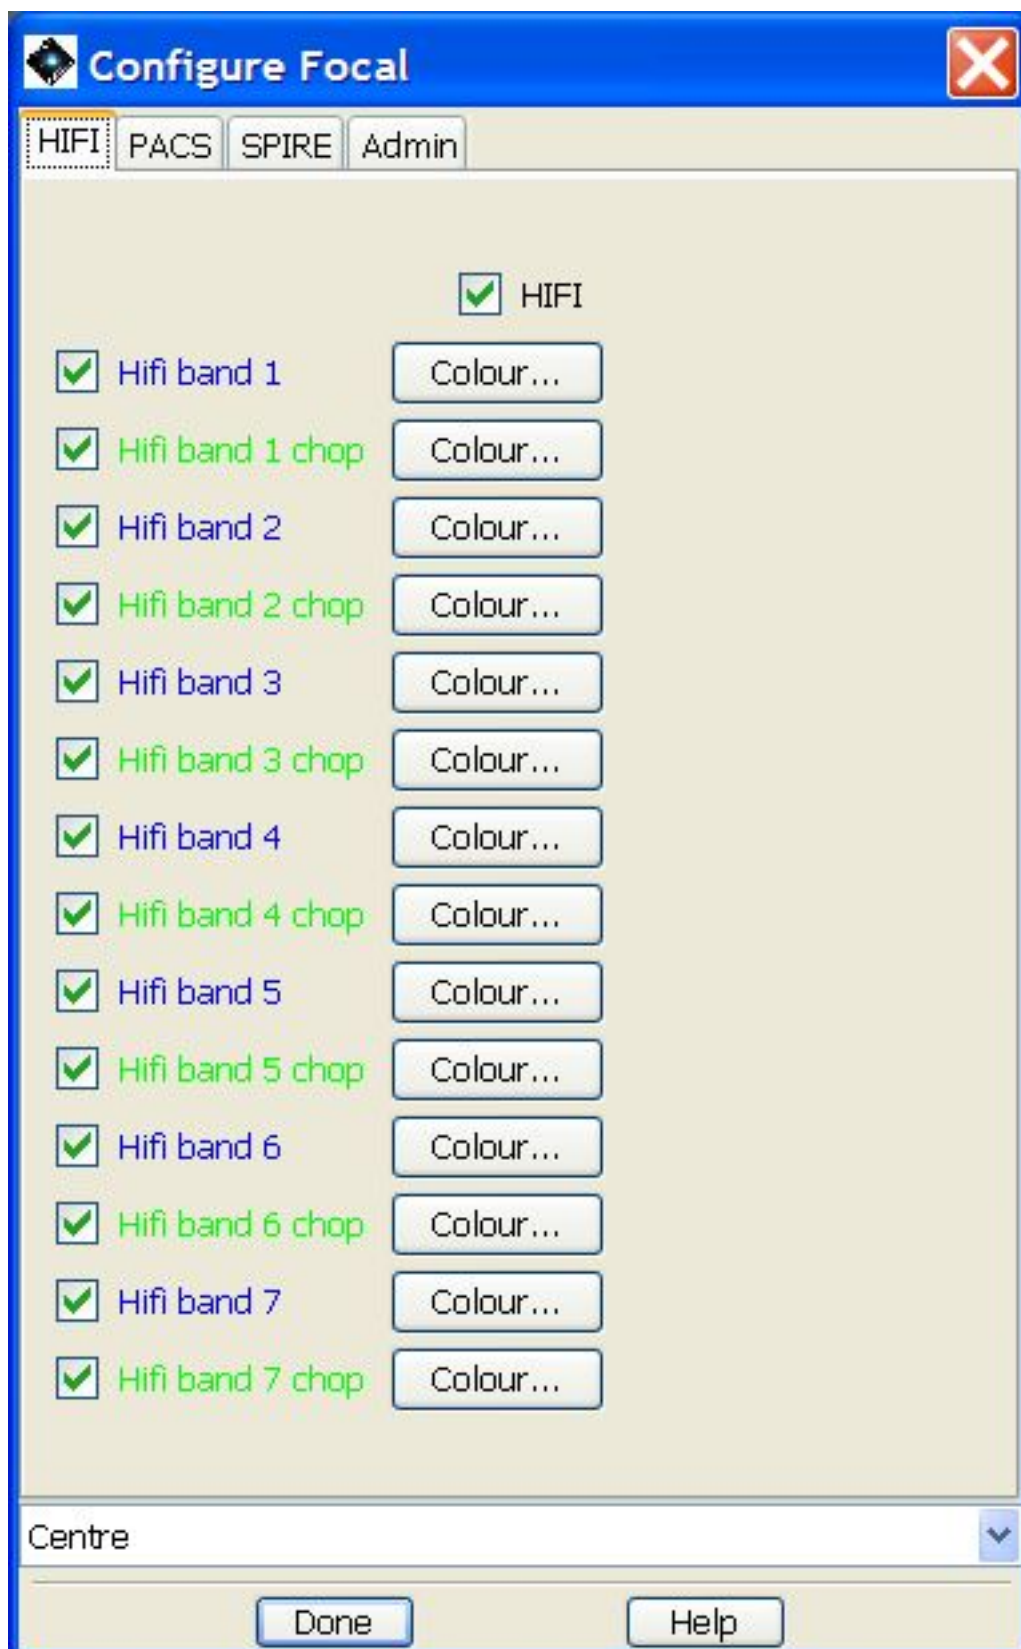 Configure Focal
HIFI PACS SPIRE Admin
HIFI
Hifi band 1 Colour...
Hifi band 1 chop Colour...
Hifi band 2 Colour...
Hifi band 2 chop Colour...
Hifi band 3 Colour...
Hifi band 3 chop Colour...
Hifi band 4 Colour...
Hifi band 4 chop Colour...
Hifi band 5 Colour...
Hifi band 5 chop Colour...
Hifi band 6 Colour...
Hifi band 6 chop Colour...
Hifi band 7 Colour...
Hifi band 7 chop Colour...
Centre
Done Help